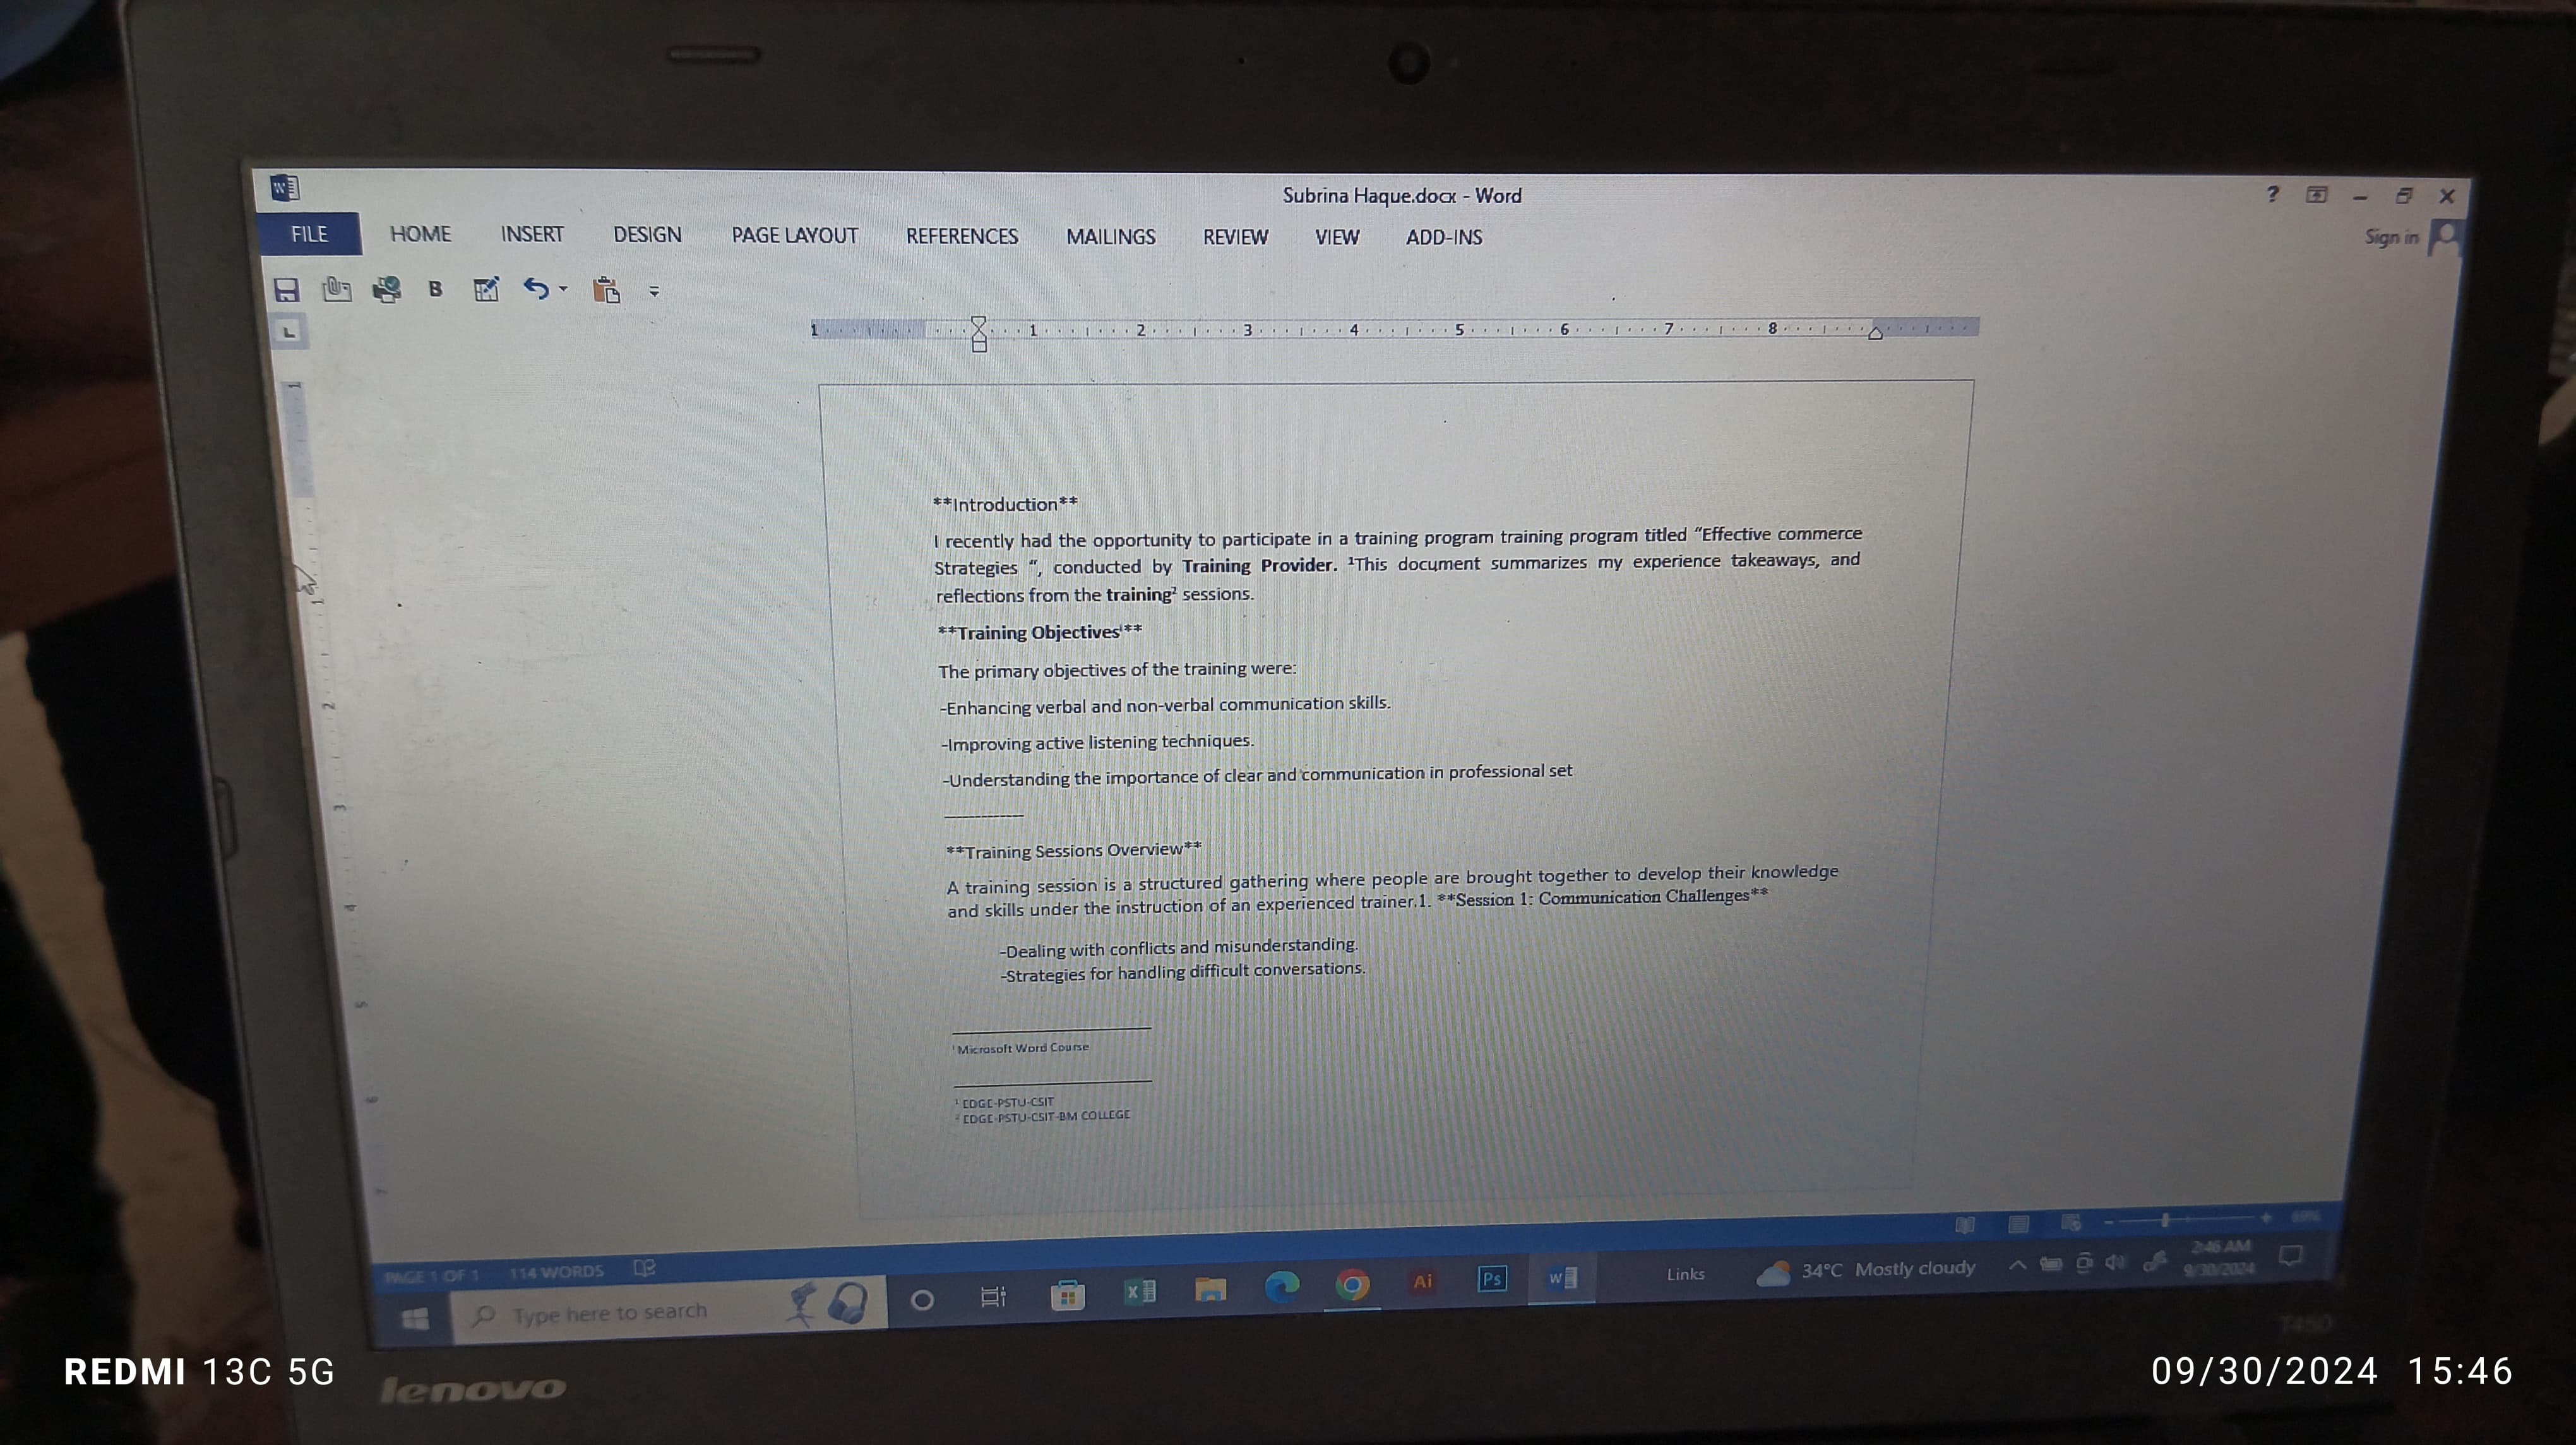 Subrina Haque.docx - Word
FILE HOME INSERT DESIGN PAGE LAYOUT REFERENCES MAILINGS REVIEW VIEW ADD-INS
Sign in
B
1 1 2 3 4 5 6 7 8
**Introduction**
I recently had the opportunity to participate in a training program training program titled “Effective commerce
Strategies “, conducted by Training Provider. ¹This document summarizes my experience takeaways, and
reflections from the training² sessions.
**Training Objectivesⁱ**
The primary objectives of the training were:
-Enhancing verbal and non-verbal communication skills.
-Improving active listening techniques.
-Understanding the importance of clear and communication in professional set
____________
**Training Sessions Overview**
A training session is a structured gathering where people are brought together to develop their knowledge
and skills under the instruction of an experienced trainer.1. **Session 1: Communication Challenges**
-Dealing with conflicts and misunderstanding.
-Strategies for handling difficult conversations.
ⁱ Microsoft Word Course
¹ EDGE-PSTU-CSIT
² EDGE-PSTU-CSIT-BM COLLEGE
PAGE 1 OF 1 114 WORDS
Type here to search
Ai
Ps
Links
34°C Mostly cloudy
2:46 AM
9/30/2024
T450
lenovo
REDMI 13C 5G
09/30/2024 15:46